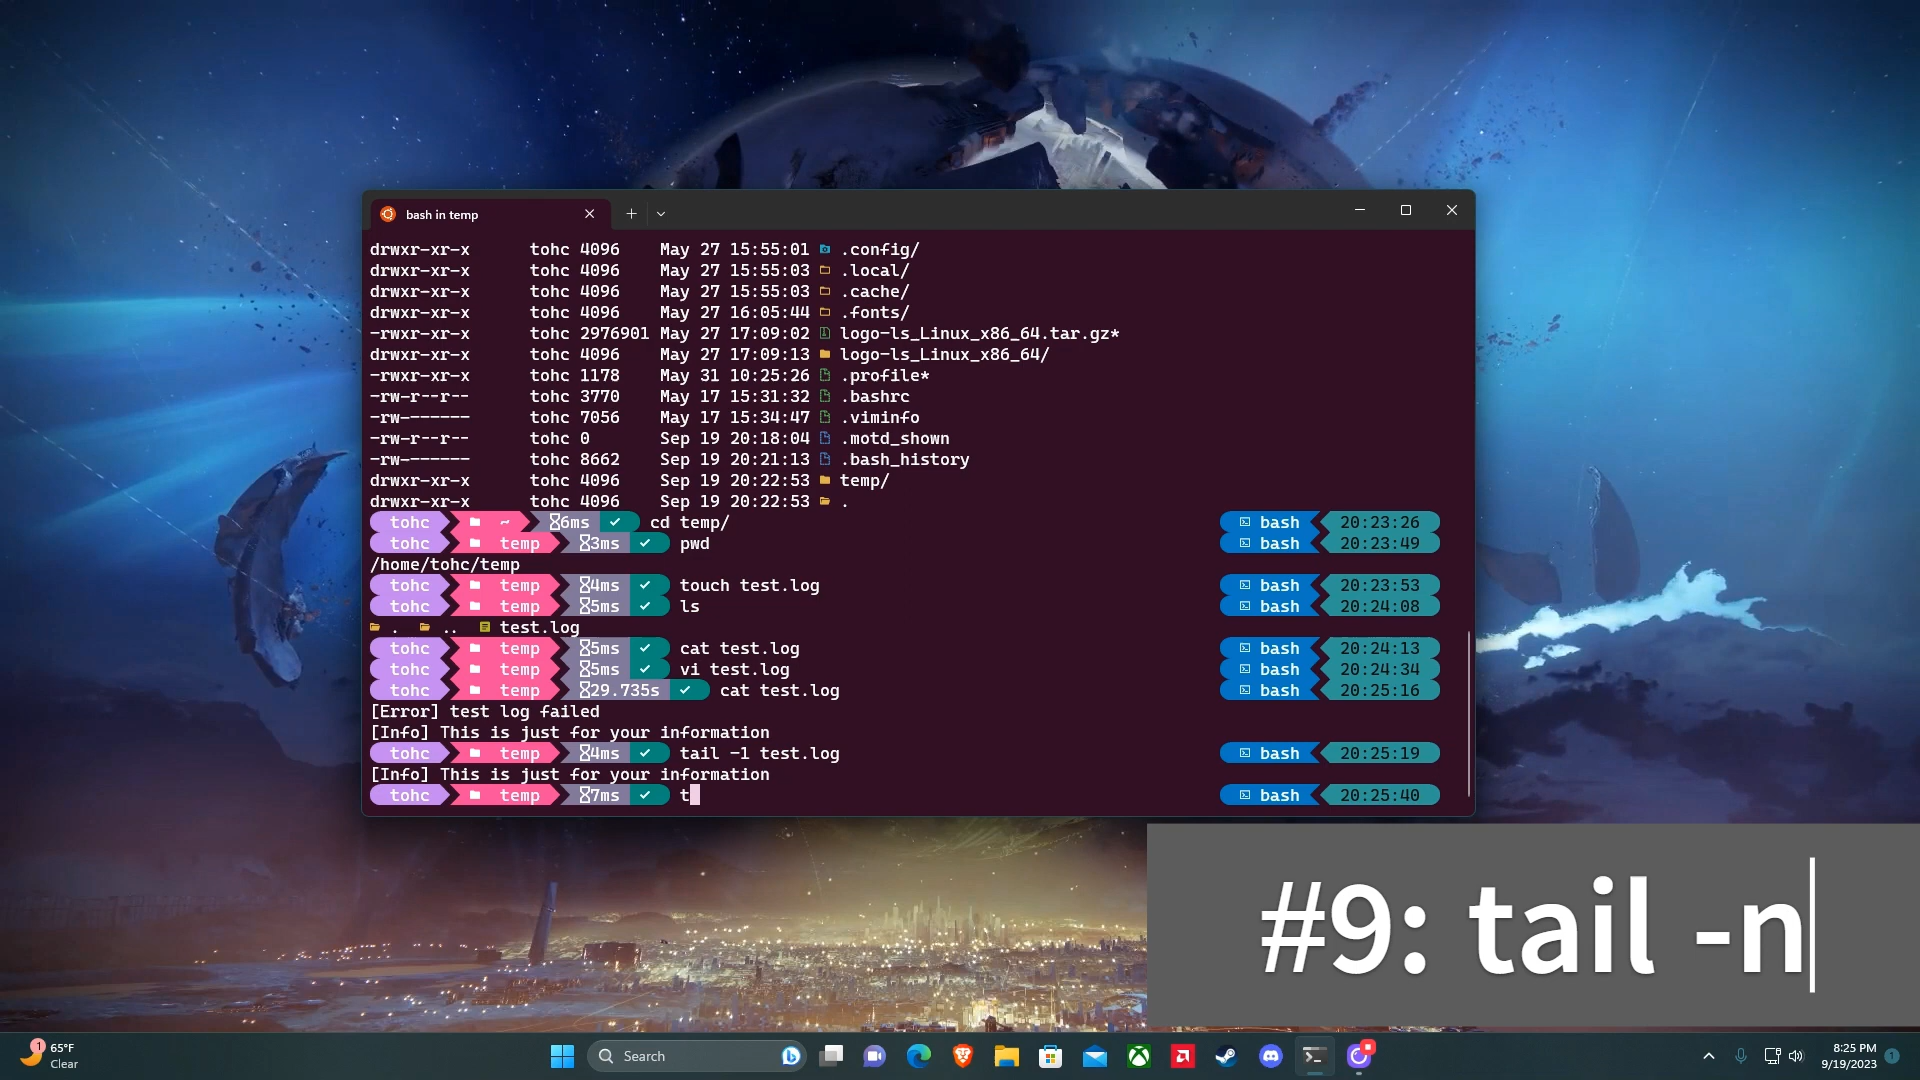 bash in temp
drwxr-xr-x tohc 4096 May 27 15:55:01 .config/
drwxr-xr-x tohc 4096 May 27 15:55:03 .local/
drwxr-xr-x tohc 4096 May 27 15:55:03 .cache/
drwxr-xr-x tohc 4096 May 27 16:05:44 .fonts/
-rwxr-xr-x tohc 2976901 May 27 17:09:02 logo-ls_Linux_x86_64.tar.gz*
drwxr-xr-x tohc 4096 May 27 17:09:13 logo-ls_Linux_x86_64/
-rwxr-xr-x tohc 1178 May 31 10:25:26 .profile*
-rw-r--r-- tohc 3770 May 17 15:31:32 .bashrc
-rw------- tohc 7056 May 17 15:34:47 .viminfo
-rw-r--r-- tohc 0 Sep 19 20:18:04 .motd_shown
-rw------- tohc 8662 Sep 19 20:21:13 .bash_history
drwxr-xr-x tohc 4096 Sep 19 20:22:53 temp/
drwxr-xr-x tohc 4096 Sep 19 20:22:53 .
tohc ~ 6ms cd temp/ bash 20:23:26
tohc temp 3ms pwd bash 20:23:49
/home/tohc/temp
tohc temp 4ms touch test.log bash 20:23:53
tohc temp 5ms ls bash 20:24:08
. .. test.log
tohc temp 5ms cat test.log bash 20:24:13
tohc temp 5ms vi test.log bash 20:24:34
tohc temp 29.735s cat test.log bash 20:25:16
[Error] test log failed
[Info] This is just for your information
tohc temp 4ms tail -1 test.log bash 20:25:19
[Info] This is just for your information
tohc temp 7ms t bash 20:25:40
#9: tail -n
1
65°F
Clear
Search
8:25 PM
9/19/2023
1